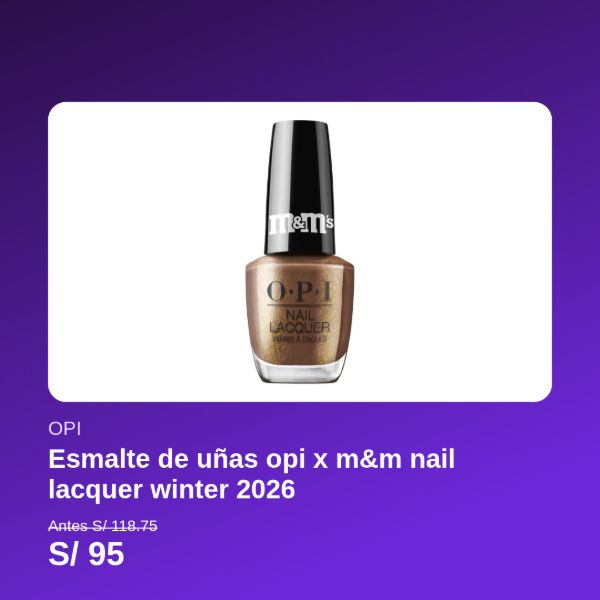 m&m's
O·P·I
NAIL
LACQUER
VERNIS À ONGLES
OPI
Esmalte de uñas opi x m&m nail
lacquer winter 2026
Antes S/ 118.75
S/ 95